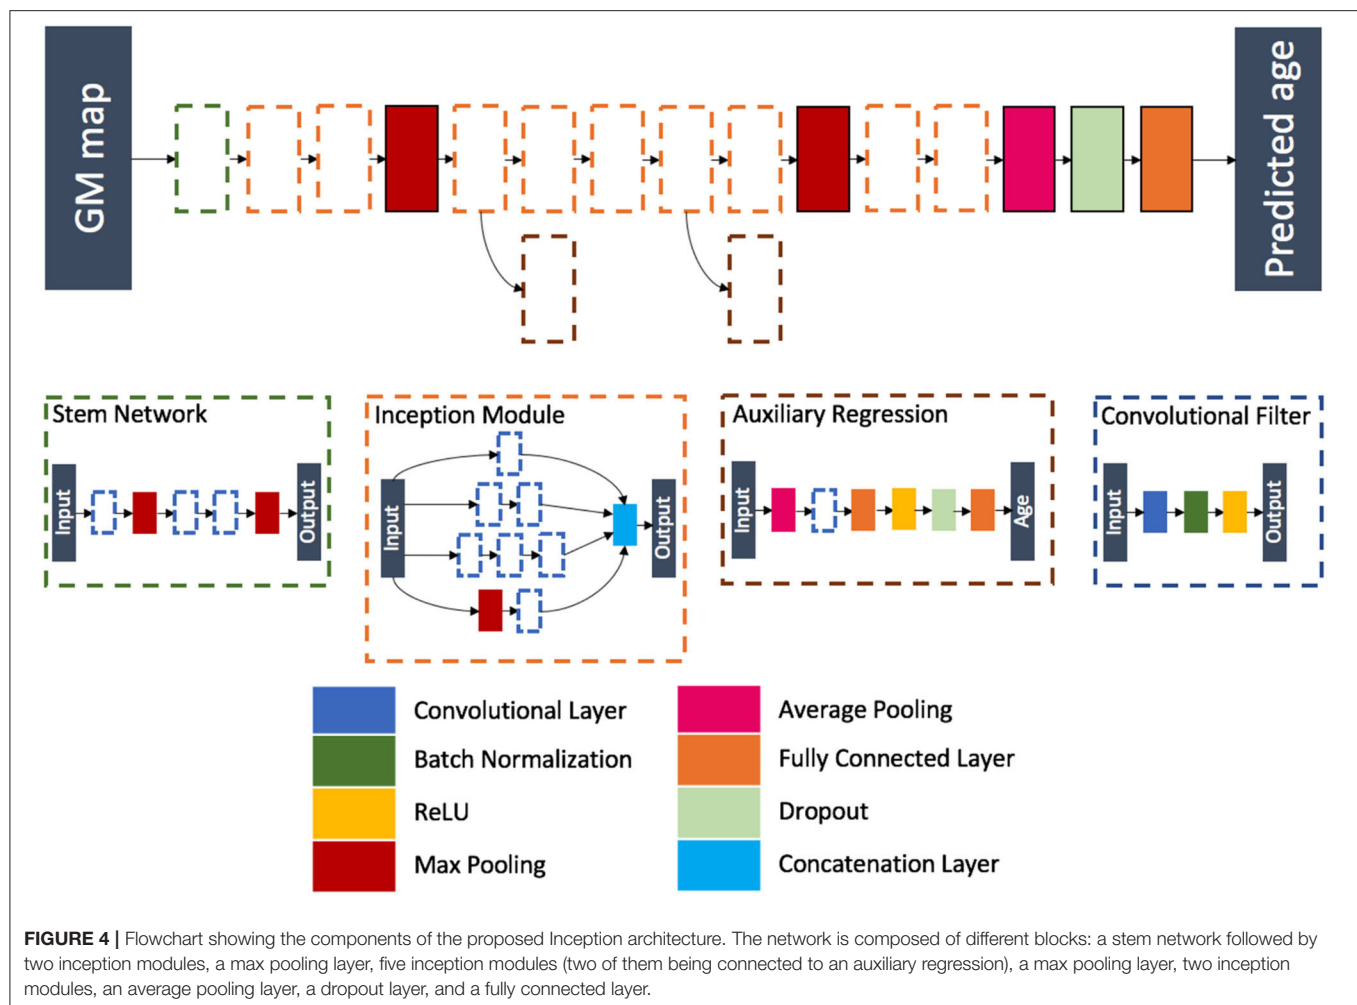 GM map
Predicted age
Stem Network
Input
Output
Inception Module
Input
Output
Auxiliary Regression
Input
Age
Convolutional Filter
Input
Output
Convolutional Layer
Batch Normalization
ReLU
Max Pooling
Average Pooling
Fully Connected Layer
Dropout
Concatenation Layer
FIGURE 4 | Flowchart showing the components of the proposed Inception architecture. The network is composed of different blocks: a stem network followed by
two inception modules, a max pooling layer, five inception modules (two of them being connected to an auxiliary regression), a max pooling layer, two inception
modules, an average pooling layer, a dropout layer, and a fully connected layer.